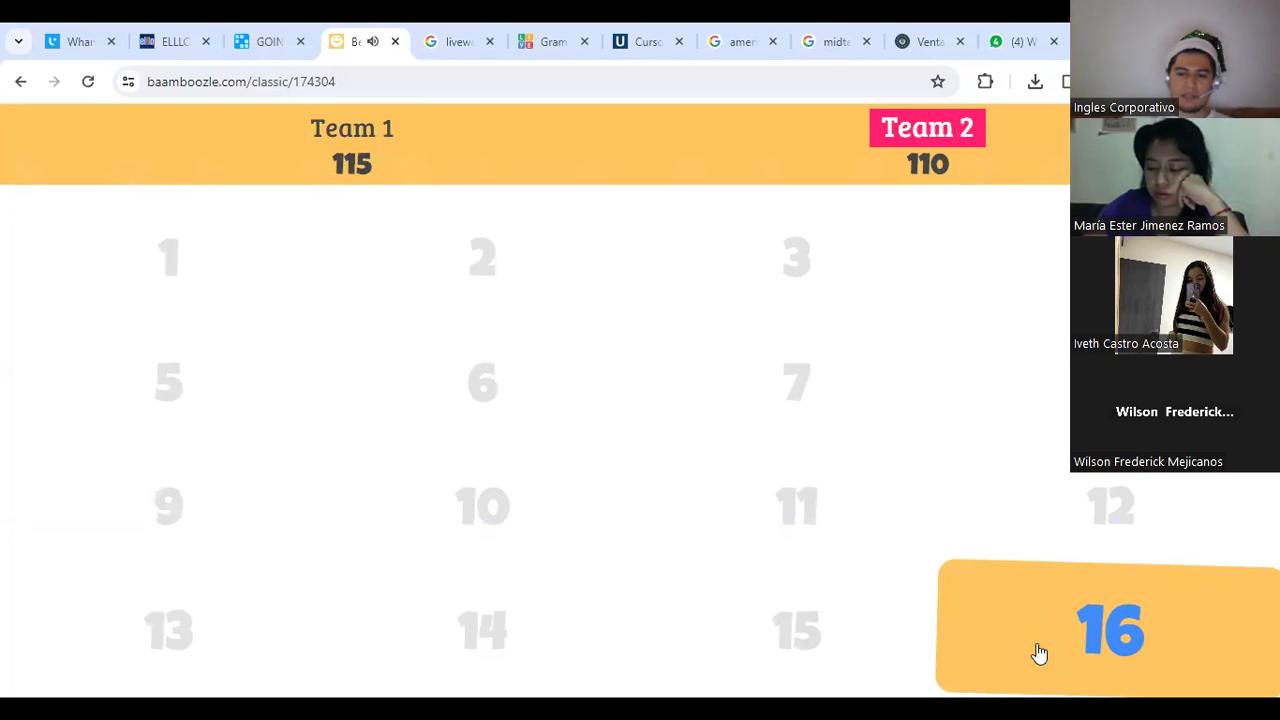 Whar
ELLLC
GOIN
Be
livew
Gram
Curso
amer
midte
Venta
(4) W
baamboozle.com/classic/174304
Team 1
115
Team 2
110
1
2
3
5
6
7
9
10
11
12
13
14
15
16
Ingles Corporativo
María Ester Jimenez Ramos
Iveth Castro Acosta
Wilson Frederick...
Wilson Frederick Mejicanos